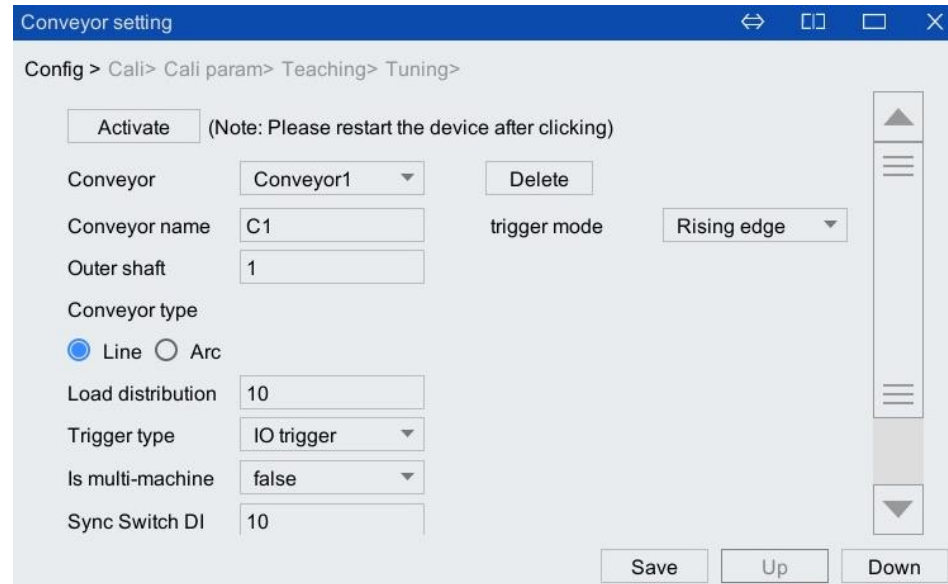 Conveyor setting
Config > Cali> Cali param> Teaching> Tuning>
Activate (Note: Please restart the device after clicking)
Conveyor Conveyor1 Delete
Conveyor name C1 trigger mode Rising edge
Outer shaft 1
Conveyor type
Line Arc
Load distribution 10
Trigger type IO trigger
Is multi-machine false
Sync Switch DI 10
Save Up Down